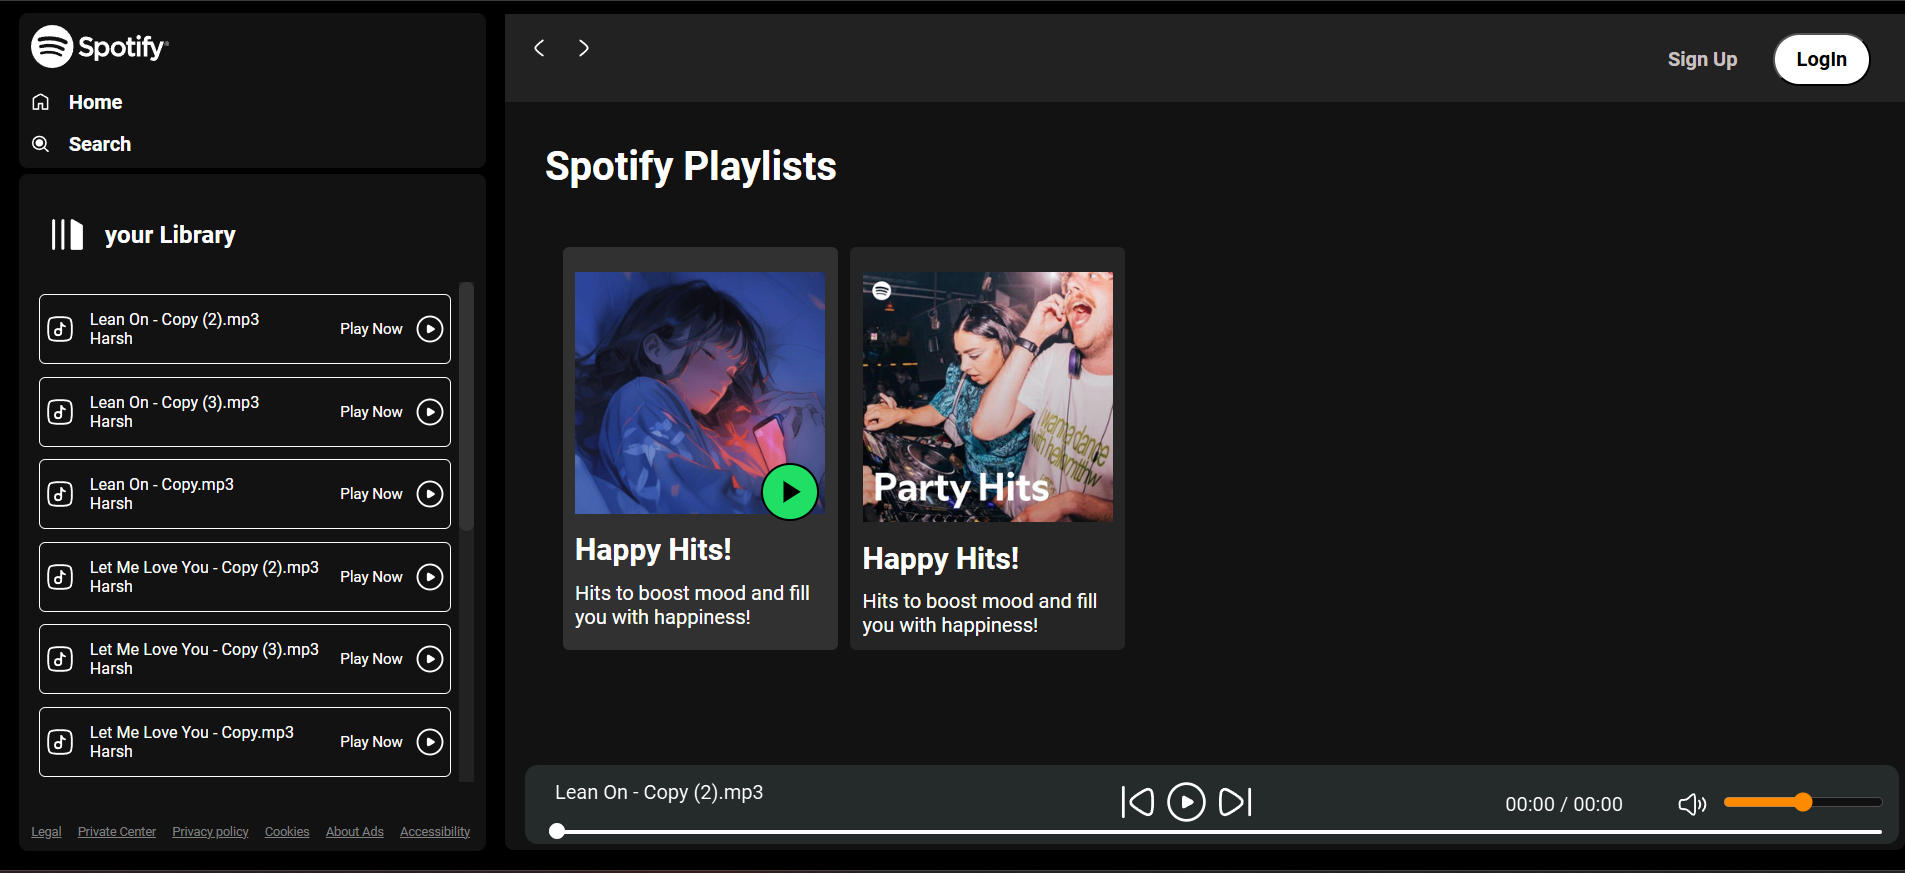 Spotify
Home
Search
your Library
Lean On - Copy (2).mp3
Harsh
Play Now
Lean On - Copy (3).mp3
Harsh
Play Now
Lean On - Copy.mp3
Harsh
Play Now
Let Me Love You - Copy (2).mp3
Harsh
Play Now
Let Me Love You - Copy (3).mp3
Harsh
Play Now
Let Me Love You - Copy.mp3
Harsh
Play Now
Legal Private Center Privacy policy Cookies About Ads Accessibility
Sign Up
LogIn
Spotify Playlists
Happy Hits!
Hits to boost mood and fill
you with happiness!
i wanna dance
with
Party Hits
Happy Hits!
Hits to boost mood and fill
you with happiness!
Lean On - Copy (2).mp3
00:00 / 00:00